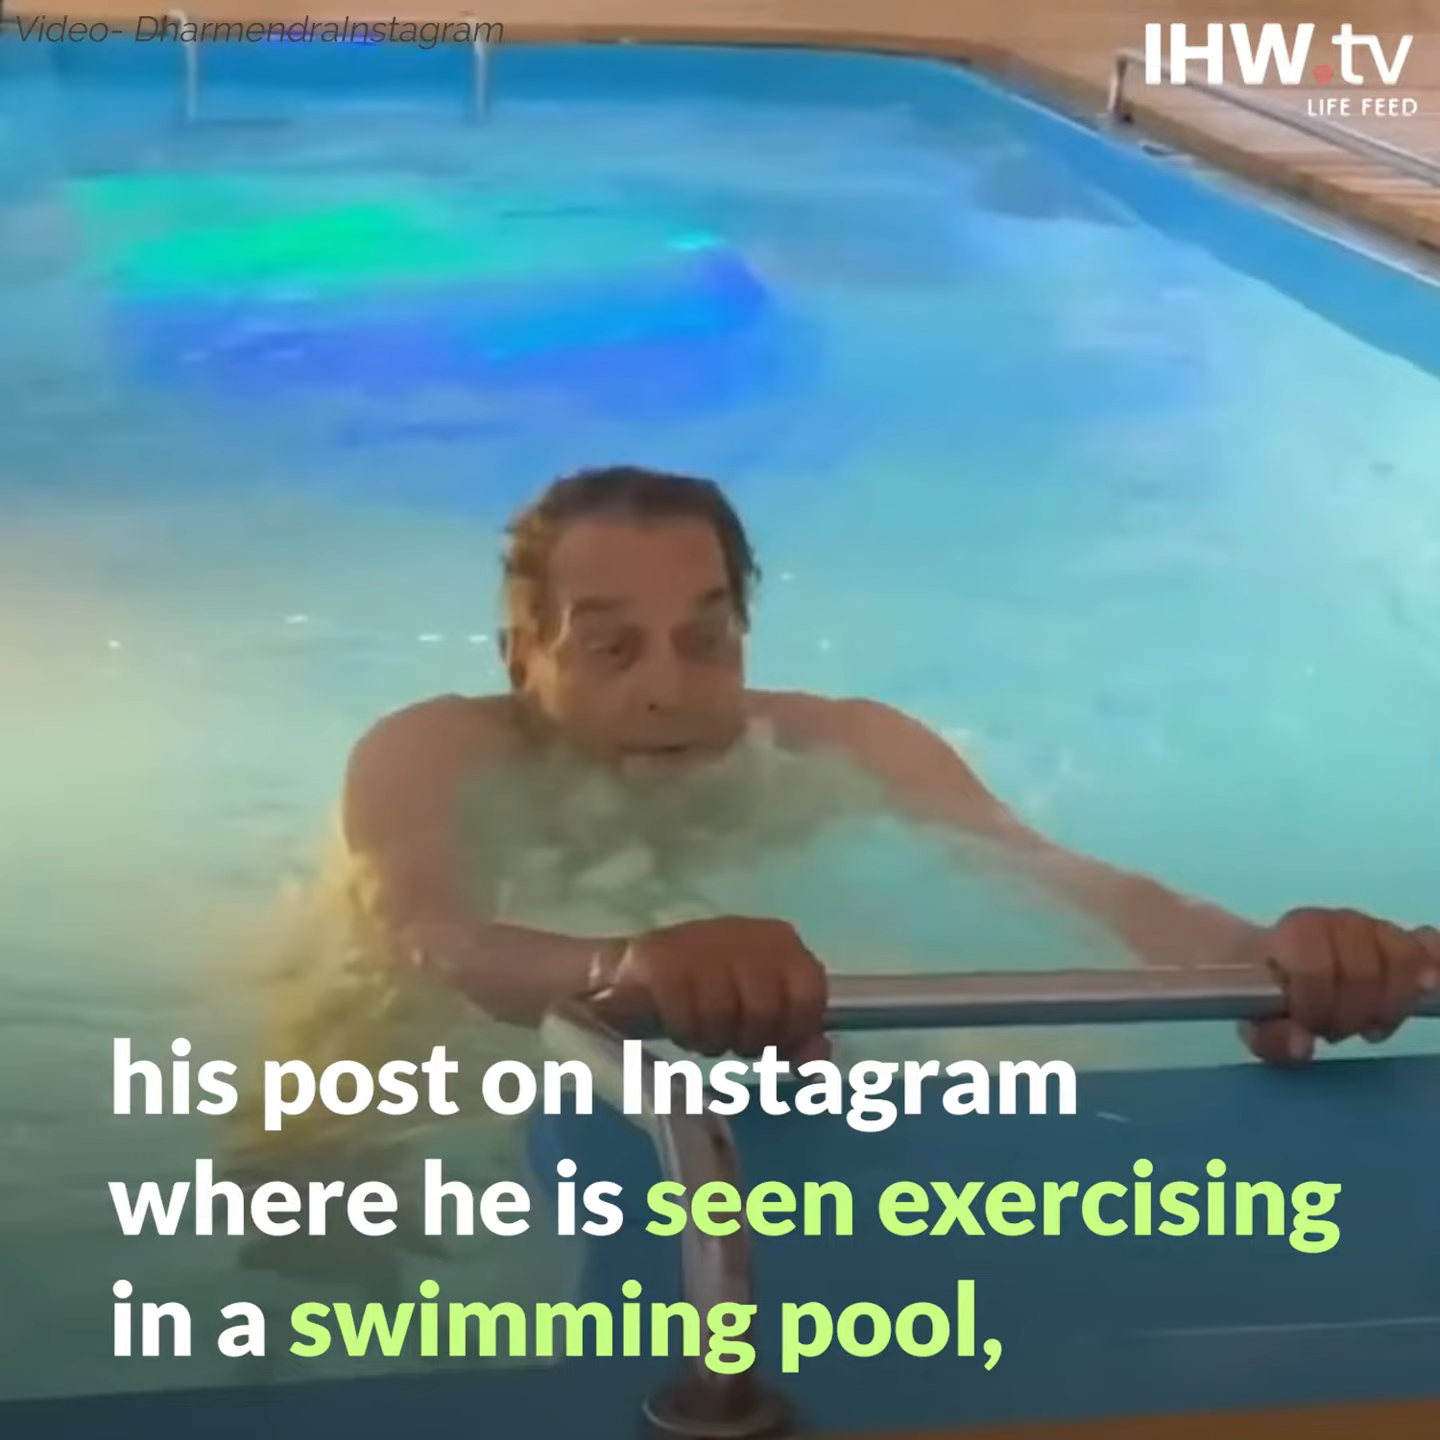 Video- DharmendraInstagram
IHW.tv
LIFE FEED
his post on Instagram
where he is seen exercising
in a swimming pool,